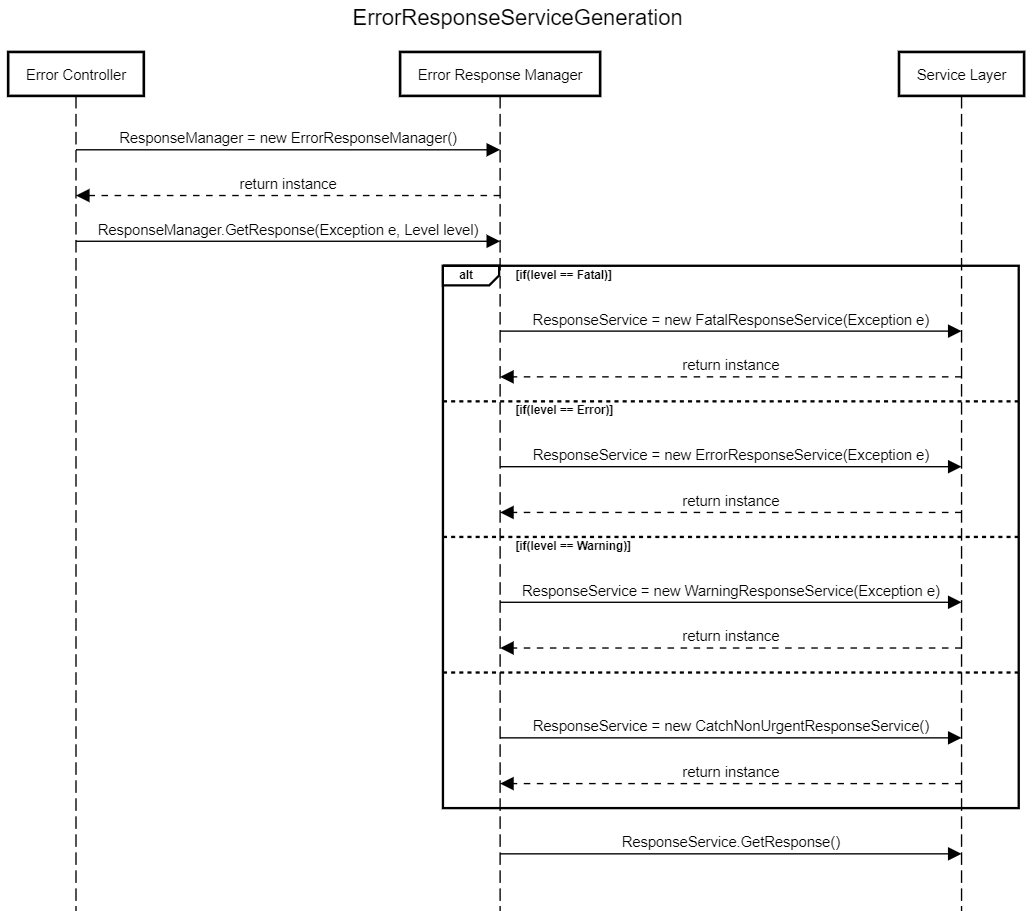 ErrorResponseServiceGeneration
Error Controller
Error Response Manager
Service Layer
ResponseManager = new ErrorResponseManager()
return instance
ResponseManager.GetResponse(Exception e, Level level)
alt
[if(level == Fatal)]
ResponseService = new FatalResponseService(Exception e)
return instance
[if(level == Error)]
ResponseService = new ErrorResponseService(Exception e)
return instance
[if(level == Warning)]
ResponseService = new WarningResponseService(Exception e)
return instance
ResponseService = new CatchNonUrgentResponseService()
return instance
ResponseService.GetResponse()